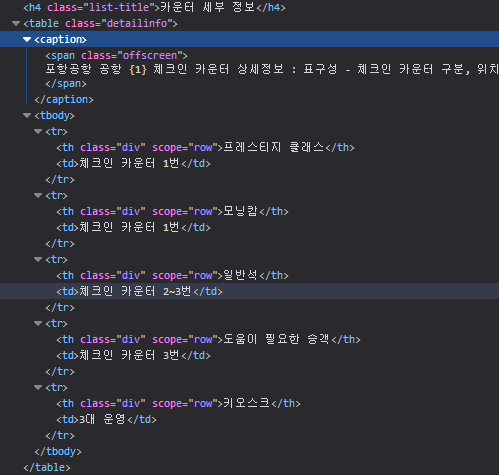 <h4 class="list-title">카운터 세부 정보</h4>
<table class="detailinfo">
<caption>
<span class="offscreen">
포항공항 공항 {1} 체크인 카운터 상세정보 : 표구성 - 체크인 카운터 구분, 위치
</span>
</caption>
<tbody>
<tr>
<th class="div" scope="row">프레스티지 클래스</th>
<td>체크인 카운터 1번</td>
</tr>
<tr>
<th class="div" scope="row">모닝캄</th>
<td>체크인 카운터 1번</td>
</tr>
<tr>
<th class="div" scope="row">일반석</th>
<td>체크인 카운터 2~3번</td>
</tr>
<tr>
<th class="div" scope="row">도움이 필요한 승객</th>
<td>체크인 카운터 3번</td>
</tr>
<tr>
<th class="div" scope="row">키오스크</th>
<td>3대 운영</td>
</tr>
</tbody>
</table>